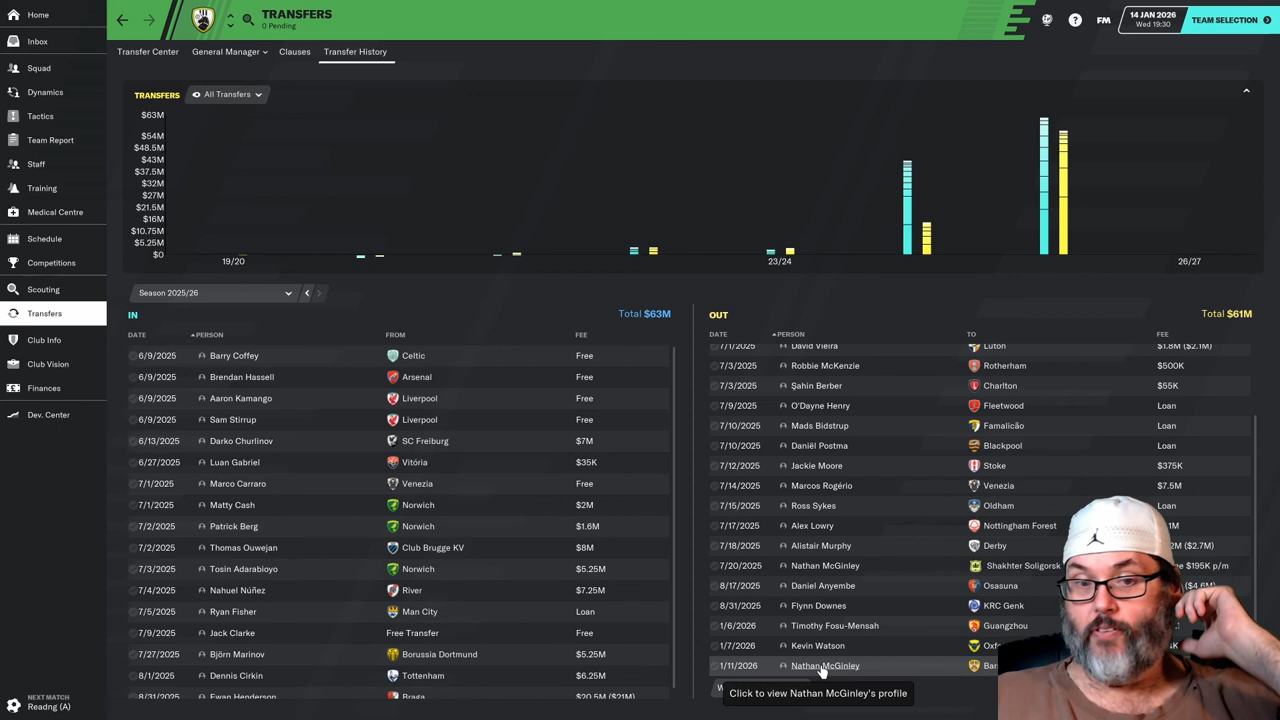 Home
TRANSFERS
0 Pending
FM
14 JAN 2026
Wed 19:30
TEAM SELECTION
Inbox
Squad
Dynamics
Tactics
Team Report
Staff
Training
Medical Centre
Schedule
Competitions
Scouting
Transfers
Club Info
Club Vision
Finances
Dev. Center
NEXT MATCH
Reading (A)
Transfer Center
General Manager
Clauses
Transfer History
TRANSFERS
All Transfers
$63M
$54M
$48.5M
$43M
$37.5M
$32M
$27M
$21.5M
$16M
$10.75M
$5.25M
$0
19/20
23/24
26/27
Season 2025/26
IN
Total $63M
DATE PERSON FROM FEE
6/9/2025 Barry Coffey Celtic Free
6/9/2025 Brendan Hassell Arsenal Free
6/9/2025 Aaron Kamango Liverpool Free
6/9/2025 Sam Stirrup Liverpool Free
6/13/2025 Darko Churlinov SC Freiburg $7M
6/27/2025 Luan Gabriel Vitória $35K
7/1/2025 Marco Carraro Venezia Free
7/1/2025 Matty Cash Norwich $2M
7/2/2025 Patrick Berg Norwich $1.6M
7/2/2025 Thomas Ouwejan Club Brugge KV $8M
7/3/2025 Tosin Adarabioyo Norwich $5.25M
7/4/2025 Nahuel Núñez River $7.25M
7/5/2025 Ryan Fisher Man City Loan
7/9/2025 Jack Clarke Free Transfer Free
7/27/2025 Björn Marinov Borussia Dortmund $5.25M
8/1/2025 Dennis Cirkin Tottenham $6.25M
8/31/2025 Ewan Henderson Braga $20.5M ($21M)
OUT
Total $61M
DATE PERSON TO FEE
7/1/2025 David Vieira Luton $1.8M ($2.1M)
7/3/2025 Robbie McKenzie Rotherham $500K
7/3/2025 Şahin Berber Charlton $55K
7/9/2025 O'Dayne Henry Fleetwood Loan
7/10/2025 Mads Bidstrup Famalicão Loan
7/10/2025 Daniël Postma Blackpool Loan
7/12/2025 Jackie Moore Stoke $375K
7/14/2025 Marcos Rogério Venezia $7.5M
7/15/2025 Ross Sykes Oldham Loan
7/17/2025 Alex Lowry Nottingham Forest
7/18/2025 Alistair Murphy Derby ($2.7M)
7/20/2025 Nathan McGinley Shakhter Soligorsk $195K p/m
8/17/2025 Daniel Anyembe Osasuna
8/31/2025 Flynn Downes KRC Genk
1/6/2026 Timothy Fosu-Mensah Guangzhou
1/7/2026 Kevin Watson
1/11/2026 Nathan McGinley
Click to view Nathan McGinley's profile